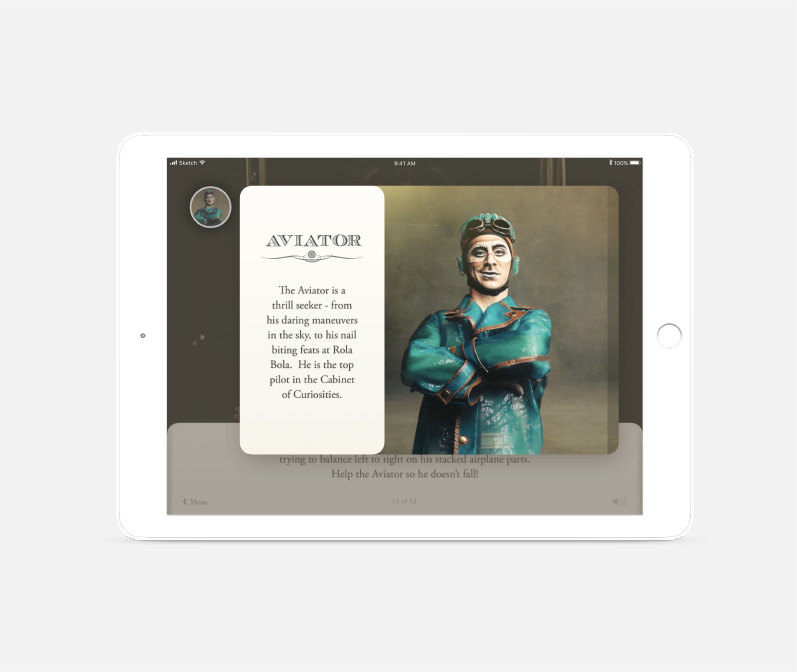 Sketch 9:41 AM 100%
AVIATOR
The Aviator is a
thrill seeker - from
his daring maneuvers
in the sky, to his nail
biting feats at Rola
Bola. He is the top
pilot in the Cabinet
of Curiosities.
trying to balance left to right on his stacked airplane parts.
Help the Aviator so he doesn't fall!
Menu 12 of 22